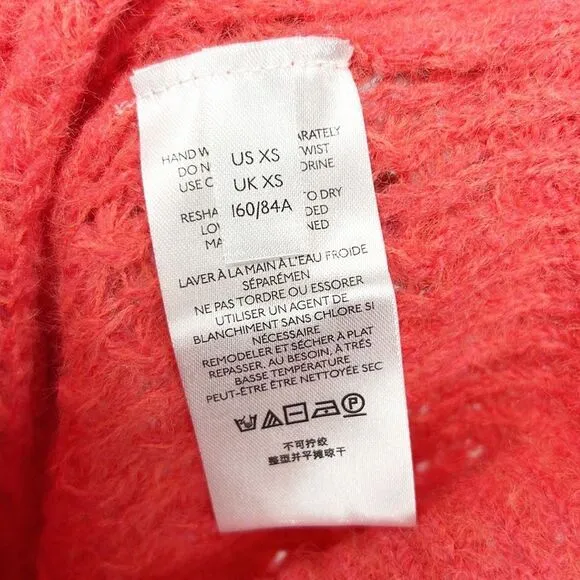 HAND W US XS RATELY
DO N WIST
USE C UK XS ORINE
RESHA 160/84A TO DRY
LOV DED
MA NED
LAVER À LA MAIN À L'EAU FROIDE
SÉPARÉMEN
NE PAS TORDRE OU ESSORER
UTILISER UN AGENT DE
BLANCHIMENT SANS CHLORE SI
NÉCESSAIRE
REMODELER ET SÉCHER À PLAT
REPASSER, AU BESOIN, À TRÉS
BASSE TEMPÉRATURE
PEUT-ÊTRE ÊTRE NETTOYÉE SEC
P
不可拧绞
整型并平摊晾干